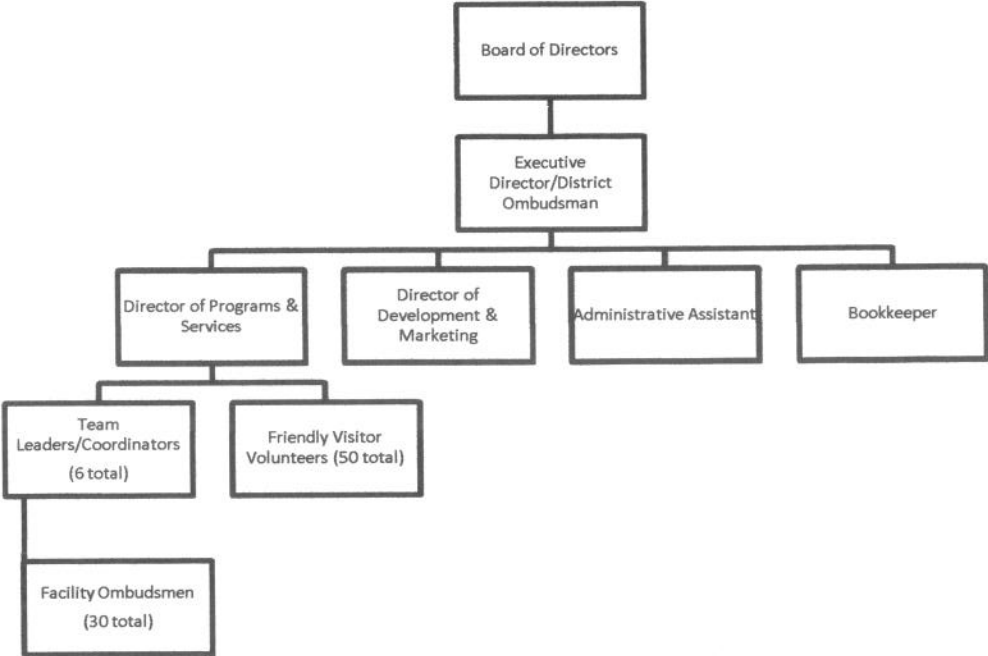 Board of Directors
Executive
Director/District
Ombudsman
Director of Programs &
Services
Director of
Development &
Marketing
Administrative Assistant
Bookkeeper
Team
Leaders/Coordinators
(6 total)
Friendly Visitor
Volunteers (50 total)
Facility Ombudsmen
(30 total)